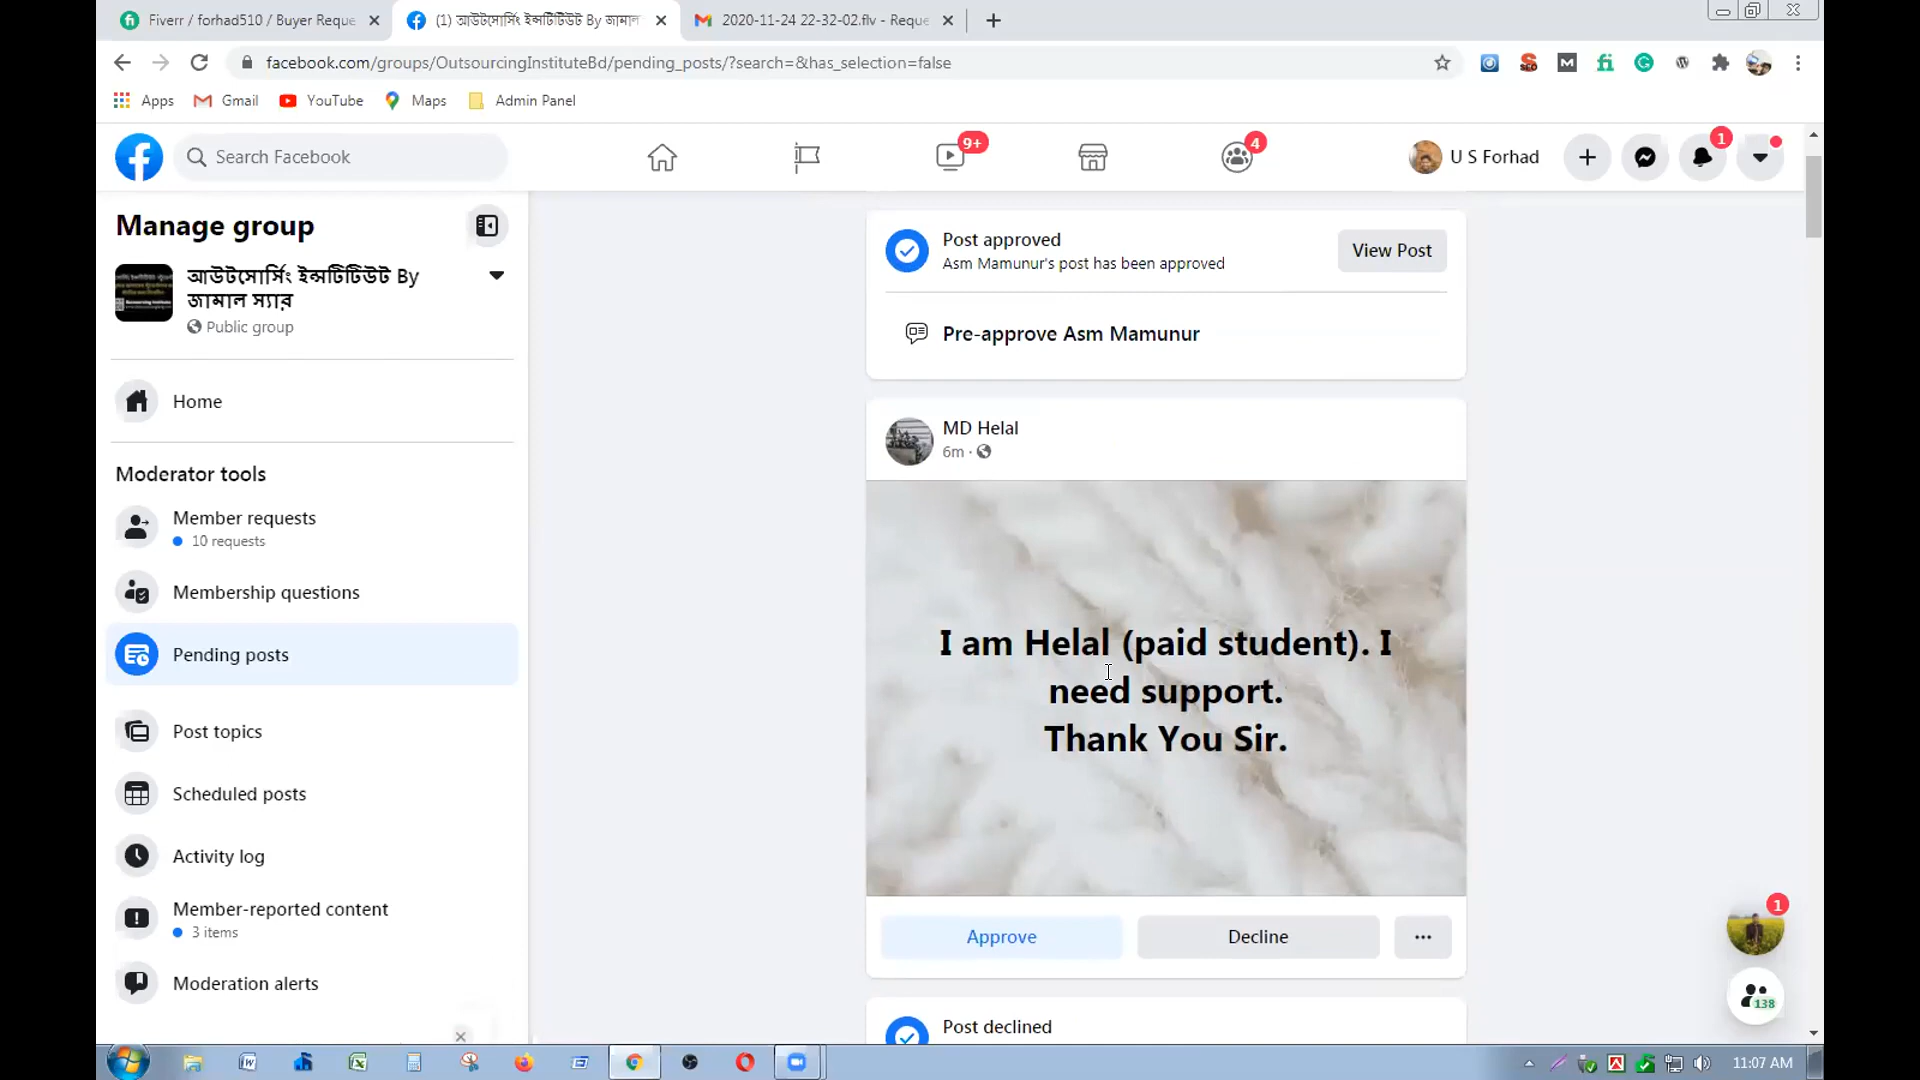 Fiverr / forhad510 / Buyer Reque
(1) আউটসোর্সিং ইন্সটিটিউট By জামাল
2020-11-24 22-32-02.flv - Reque
facebook.com/groups/OutsourcingInstituteBd/pending_posts/?search=&has_selection=false
Apps
Gmail
YouTube
Maps
Admin Panel
Search Facebook
9+
4
U S Forhad
1
Manage group
আউটসোর্সিং ইন্সটিটিউট By
জামাল স্যার
Public group
Home
Moderator tools
Member requests
10 requests
Membership questions
Pending posts
Post topics
Scheduled posts
Activity log
Member-reported content
3 items
Moderation alerts
Post approved
Asm Mamunur's post has been approved
View Post
Pre-approve Asm Mamunur
MD Helal
6m ·
I am Helal (paid student). I
need support.
Thank You Sir.
Approve
Decline
Post declined
1
138
11:07 AM